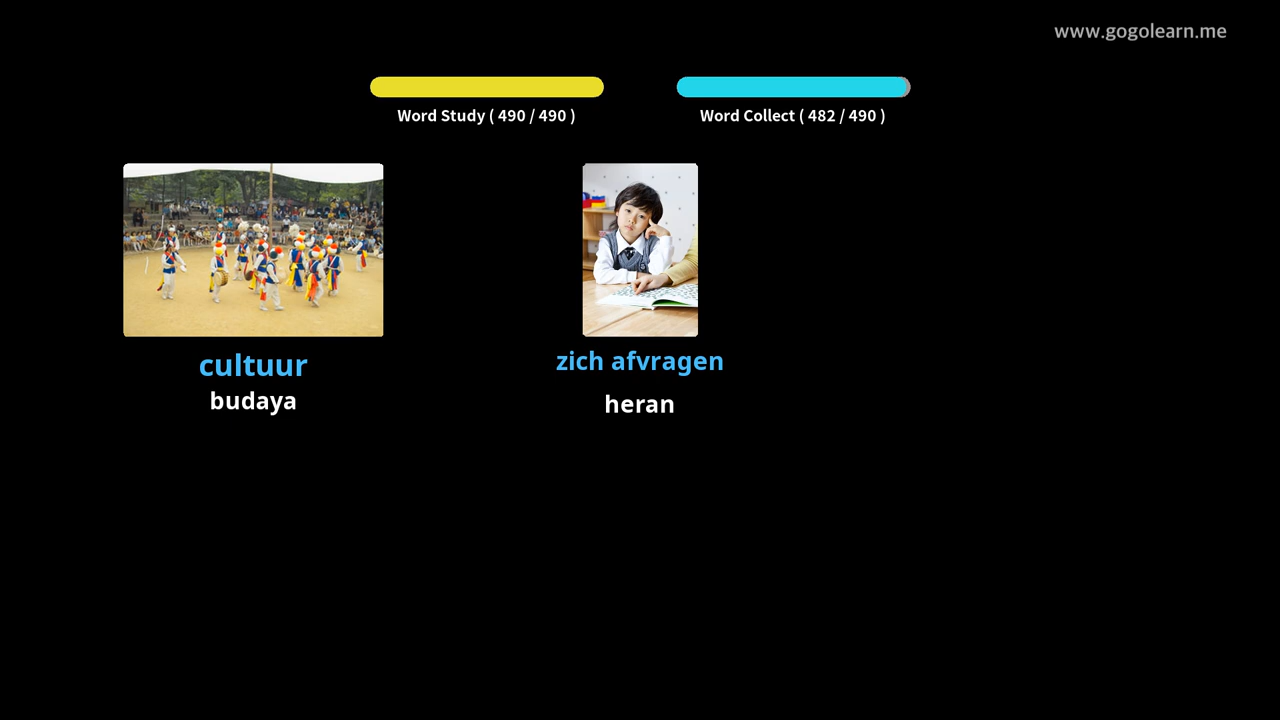 www.gogolearn.me
Word Study ( 490 / 490 )
Word Collect ( 482 / 490 )
cultuur
budaya
zich afvragen
heran